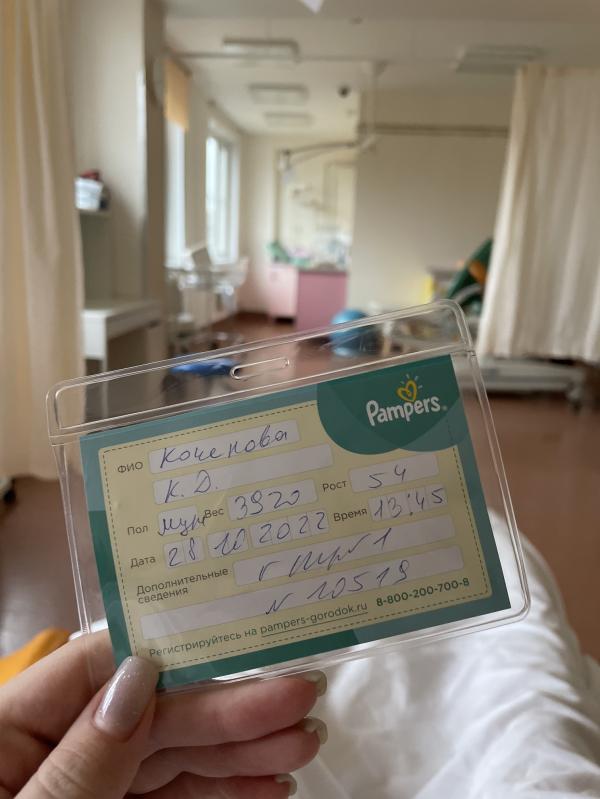 Pampers
ФИО Коченова
К. Д.
Пол муж Вес 3920 Рост 54
Дата 28 10 2022 Время 13:45
Дополнительные
сведения
N 10519
Регистрируйтесь на pampers-gorodok.ru 8-800-200-700-8